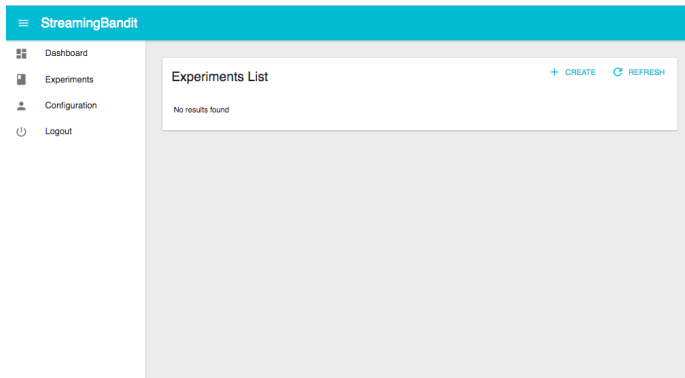 StreamingBandit
Dashboard
Experiments
Configuration
Logout
Experiments List
CREATE
REFRESH
No results found